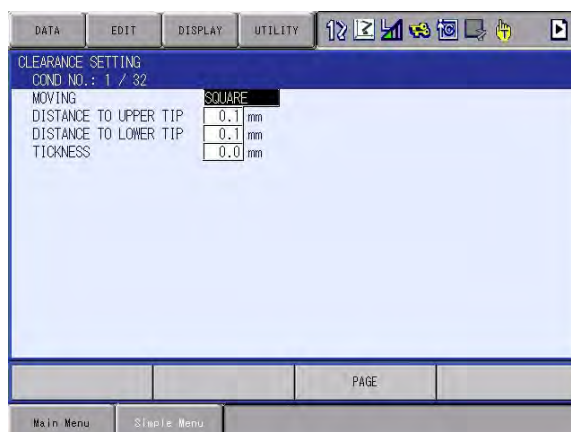 DATA EDIT DISPLAY UTILITY
CLEARANCE SETTING
COND NO.: 1 / 32
MOVING SQUARE
DISTANCE TO UPPER TIP 0.1 mm
DISTANCE TO LOWER TIP 0.1 mm
TICKNESS 0.0 mm
PAGE
Main Menu Simple Menu